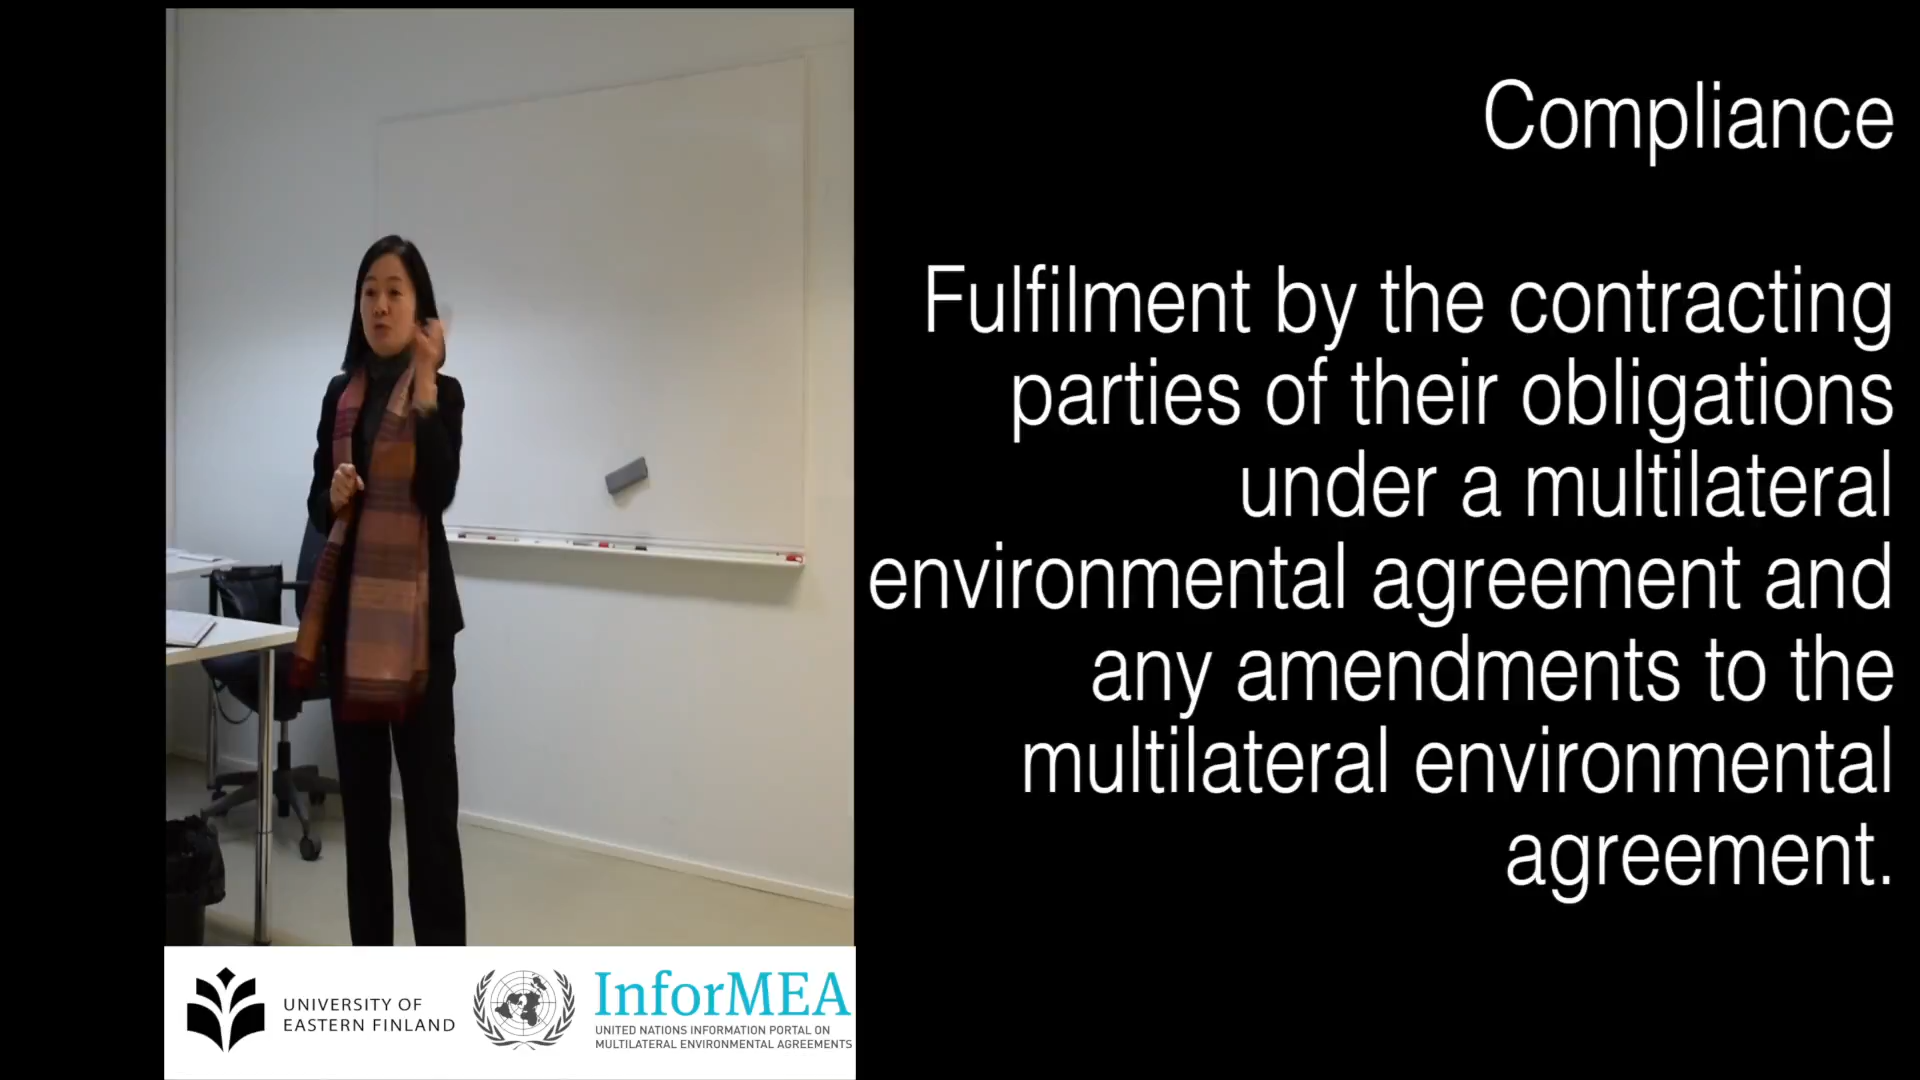 Compliance
Fulfilment by the contracting
parties of their obligations
under a multilateral
environmental agreement and
any amendments to the
multilateral environmental
agreement.
UNIVERSITY OF
EASTERN FINLAND
InforMEA
UNITED NATIONS INFORMATION PORTAL ON
MULTILATERAL ENVIRONMENTAL AGREEMENTS